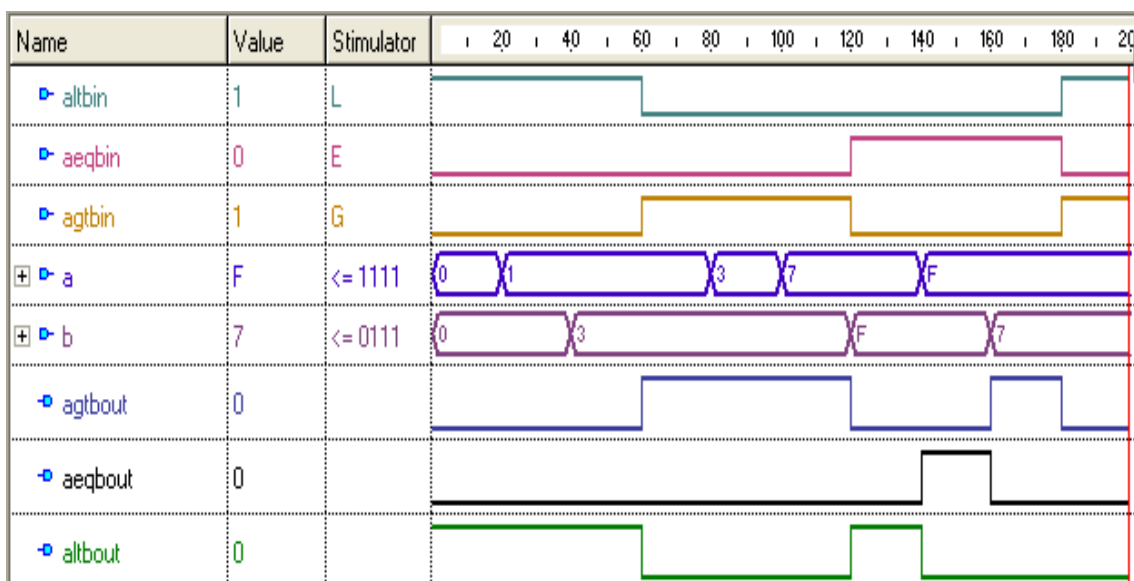 Name Value Stimulator 20 40 60 80 100 120 140 160 180 20
altbin 1 L
aeqbin 0 E
agtbin 1 G
a F <= 1111 0 1 3 7 F
b 7 <= 0111 0 3 F 7
agtbout 0
aeqbout 0
altbout 0